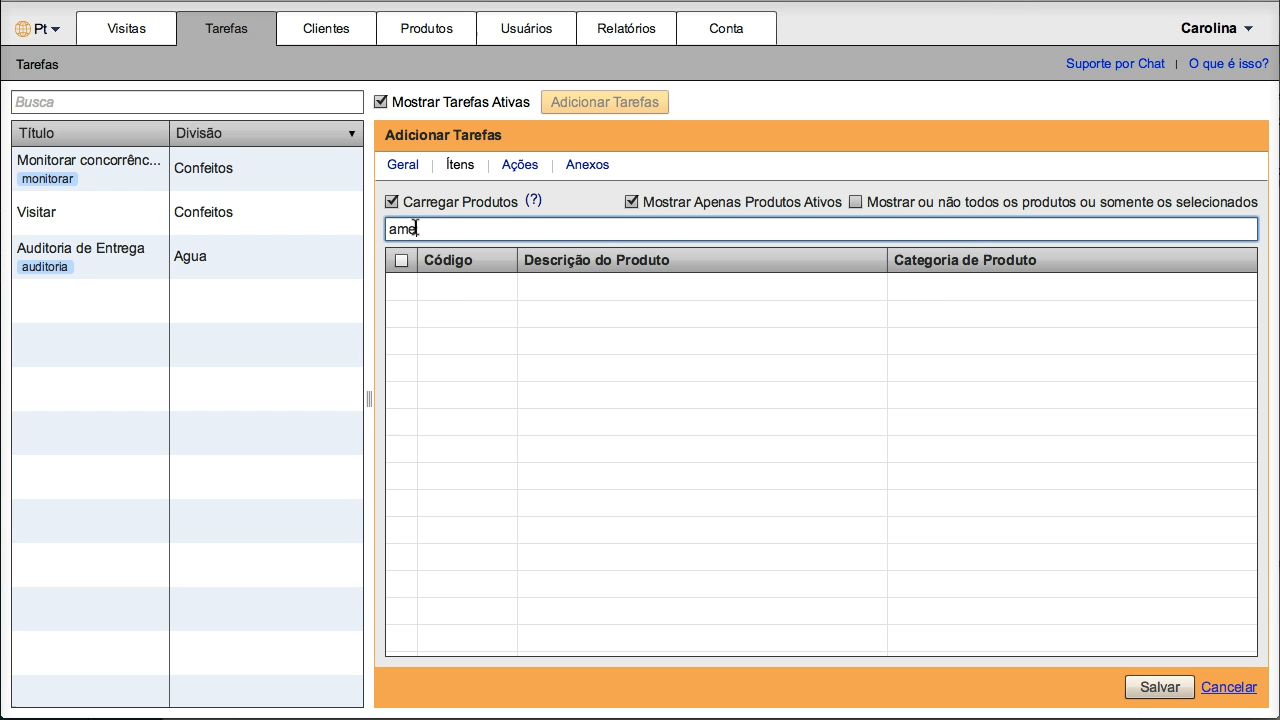 Pt
Visitas
Tarefas
Clientes
Produtos
Usuários
Relatórios
Conta
Carolina
Tarefas
Suporte por Chat | O que é isso?
Busca
Mostrar Tarefas Ativas
Adicionar Tarefas
Título
Divisão
Monitorar concorrênc...
monitorar
Confeitos
Visitar
Confeitos
Auditoria de Entrega
auditoria
Agua
Adicionar Tarefas
Geral | Ítens | Ações | Anexos
Carregar Produtos (?)
Mostrar Apenas Produtos Ativos
Mostrar ou não todos os produtos ou somente os selecionados
ame
Código
Descrição do Produto
Categoria de Produto
Salvar
Cancelar